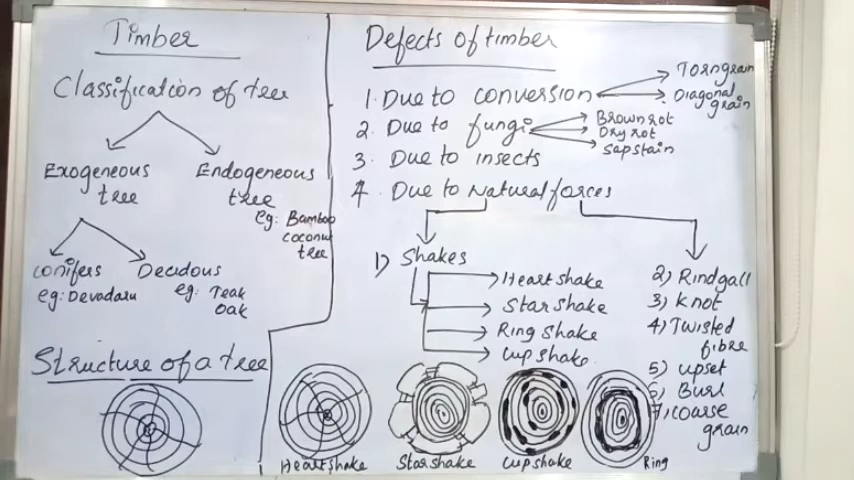 Timber
Classification of tree
Exogeneous
tree
Endogeneous
tree
eg: Bamboo
coconut
tree
conifers
eg: Devadaru
Decidous
eg: Teak
Oak
Structure of a tree
Defects of timber
1. Due to conversion
Torngrain
Diagonal
grain
2. Due to fungi
Brown rot
Dry rot
Sapstain
3. Due to insects
4. Due to Natural forces
1) Shakes
Heart shake
Star shake
Ring shake
Cup shake
2) Rindgall
3) Knot
4) Twisted
fibre
5) upset
6) Burl
7) coarse
grain
Heart shake
Star shake
Cup shake
Ring